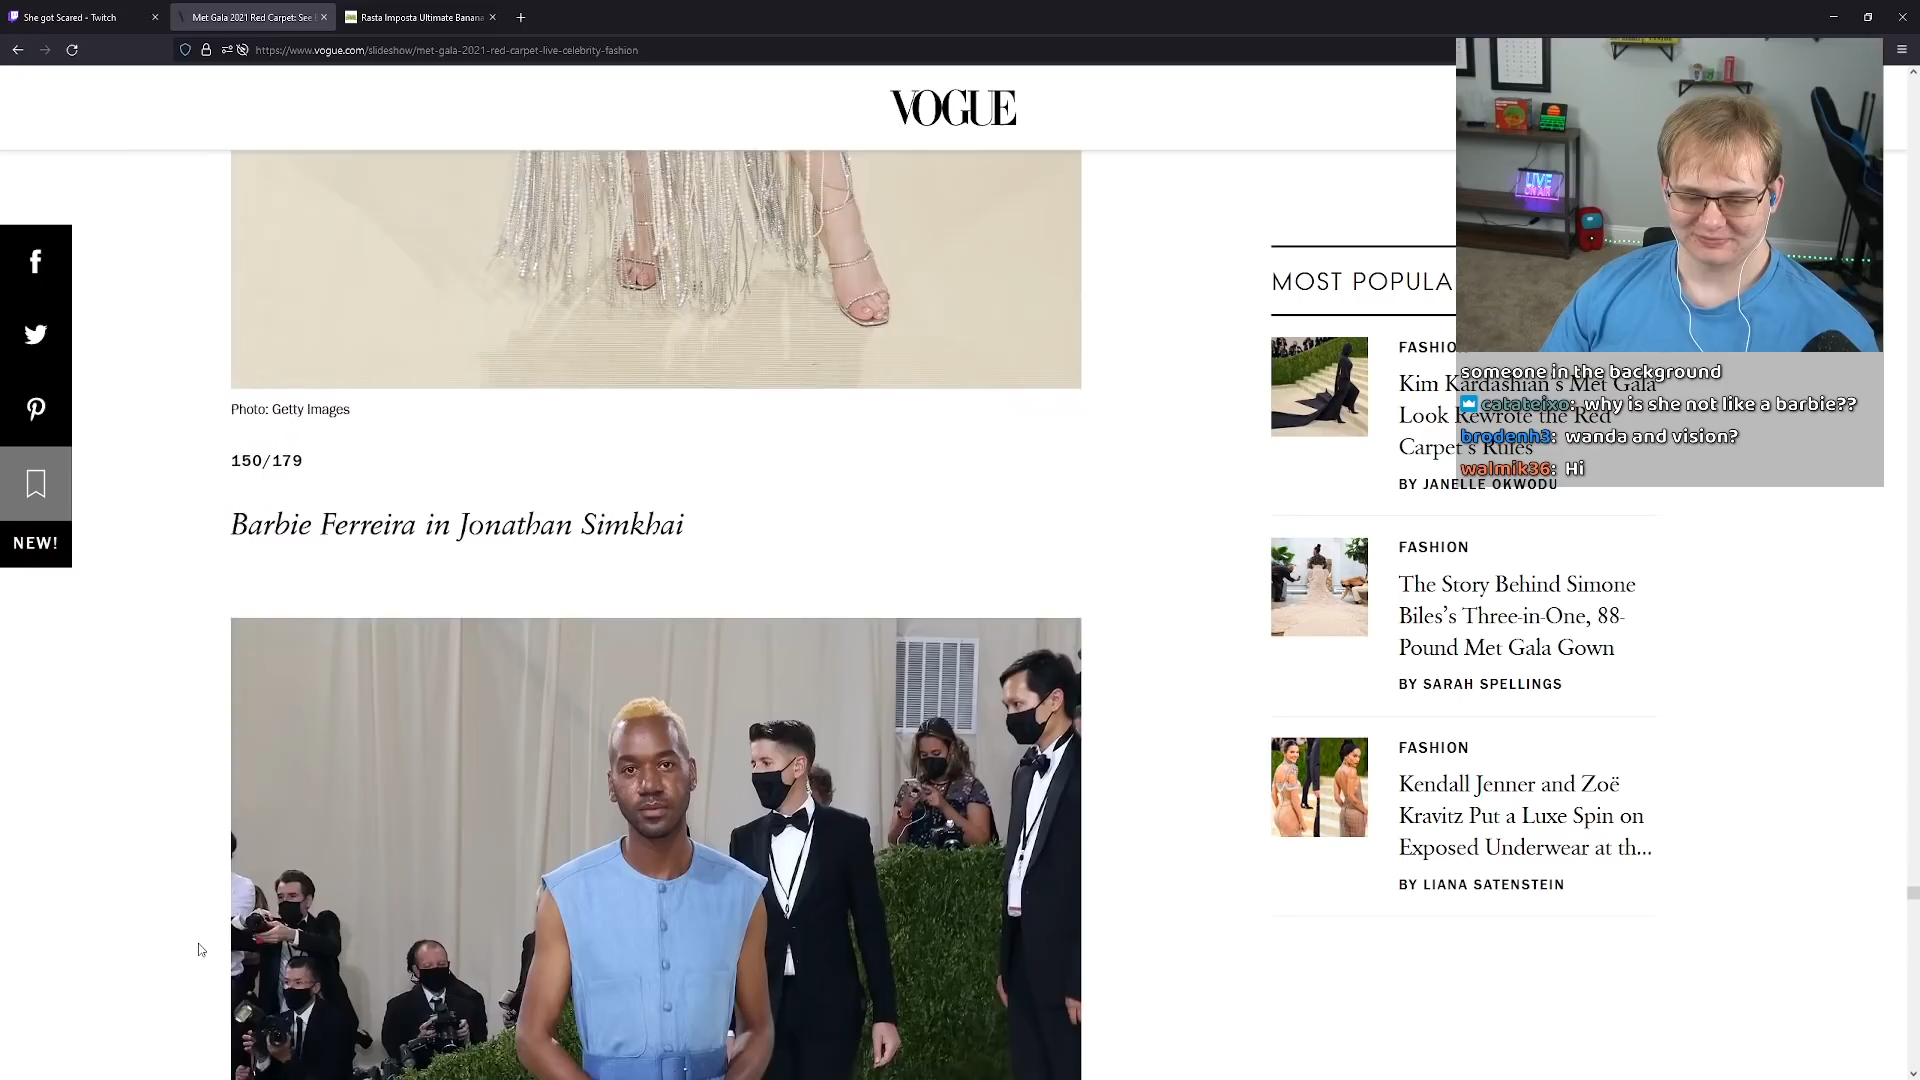 She got Scared - Twitch
Met Gala 2021 Red Carpet: See
Rasta Imposta Ultimate Banana
https://www.vogue.com/slideshow/met-gala-2021-red-carpet-live-celebrity-fashion
VOGUE
LIVE
ON AIR
NEW!
Photo: Getty Images
150/179
Barbie Ferreira in Jonathan Simkhai
MOST POPULA
FASHIO
Kim Kardashian's Met Gala
Look Rewrote the Red
Carpet's Rules
BY JANELLE OKWODU
someone in the background
catateixo: why is she not like a barbie??
brodenh3: wanda and vision?
walmik36: Hi
FASHION
The Story Behind Simone
Biles's Three-in-One, 88-
Pound Met Gala Gown
BY SARAH SPELLINGS
FASHION
Kendall Jenner and Zoë
Kravitz Put a Luxe Spin on
Exposed Underwear at th...
BY LIANA SATENSTEIN